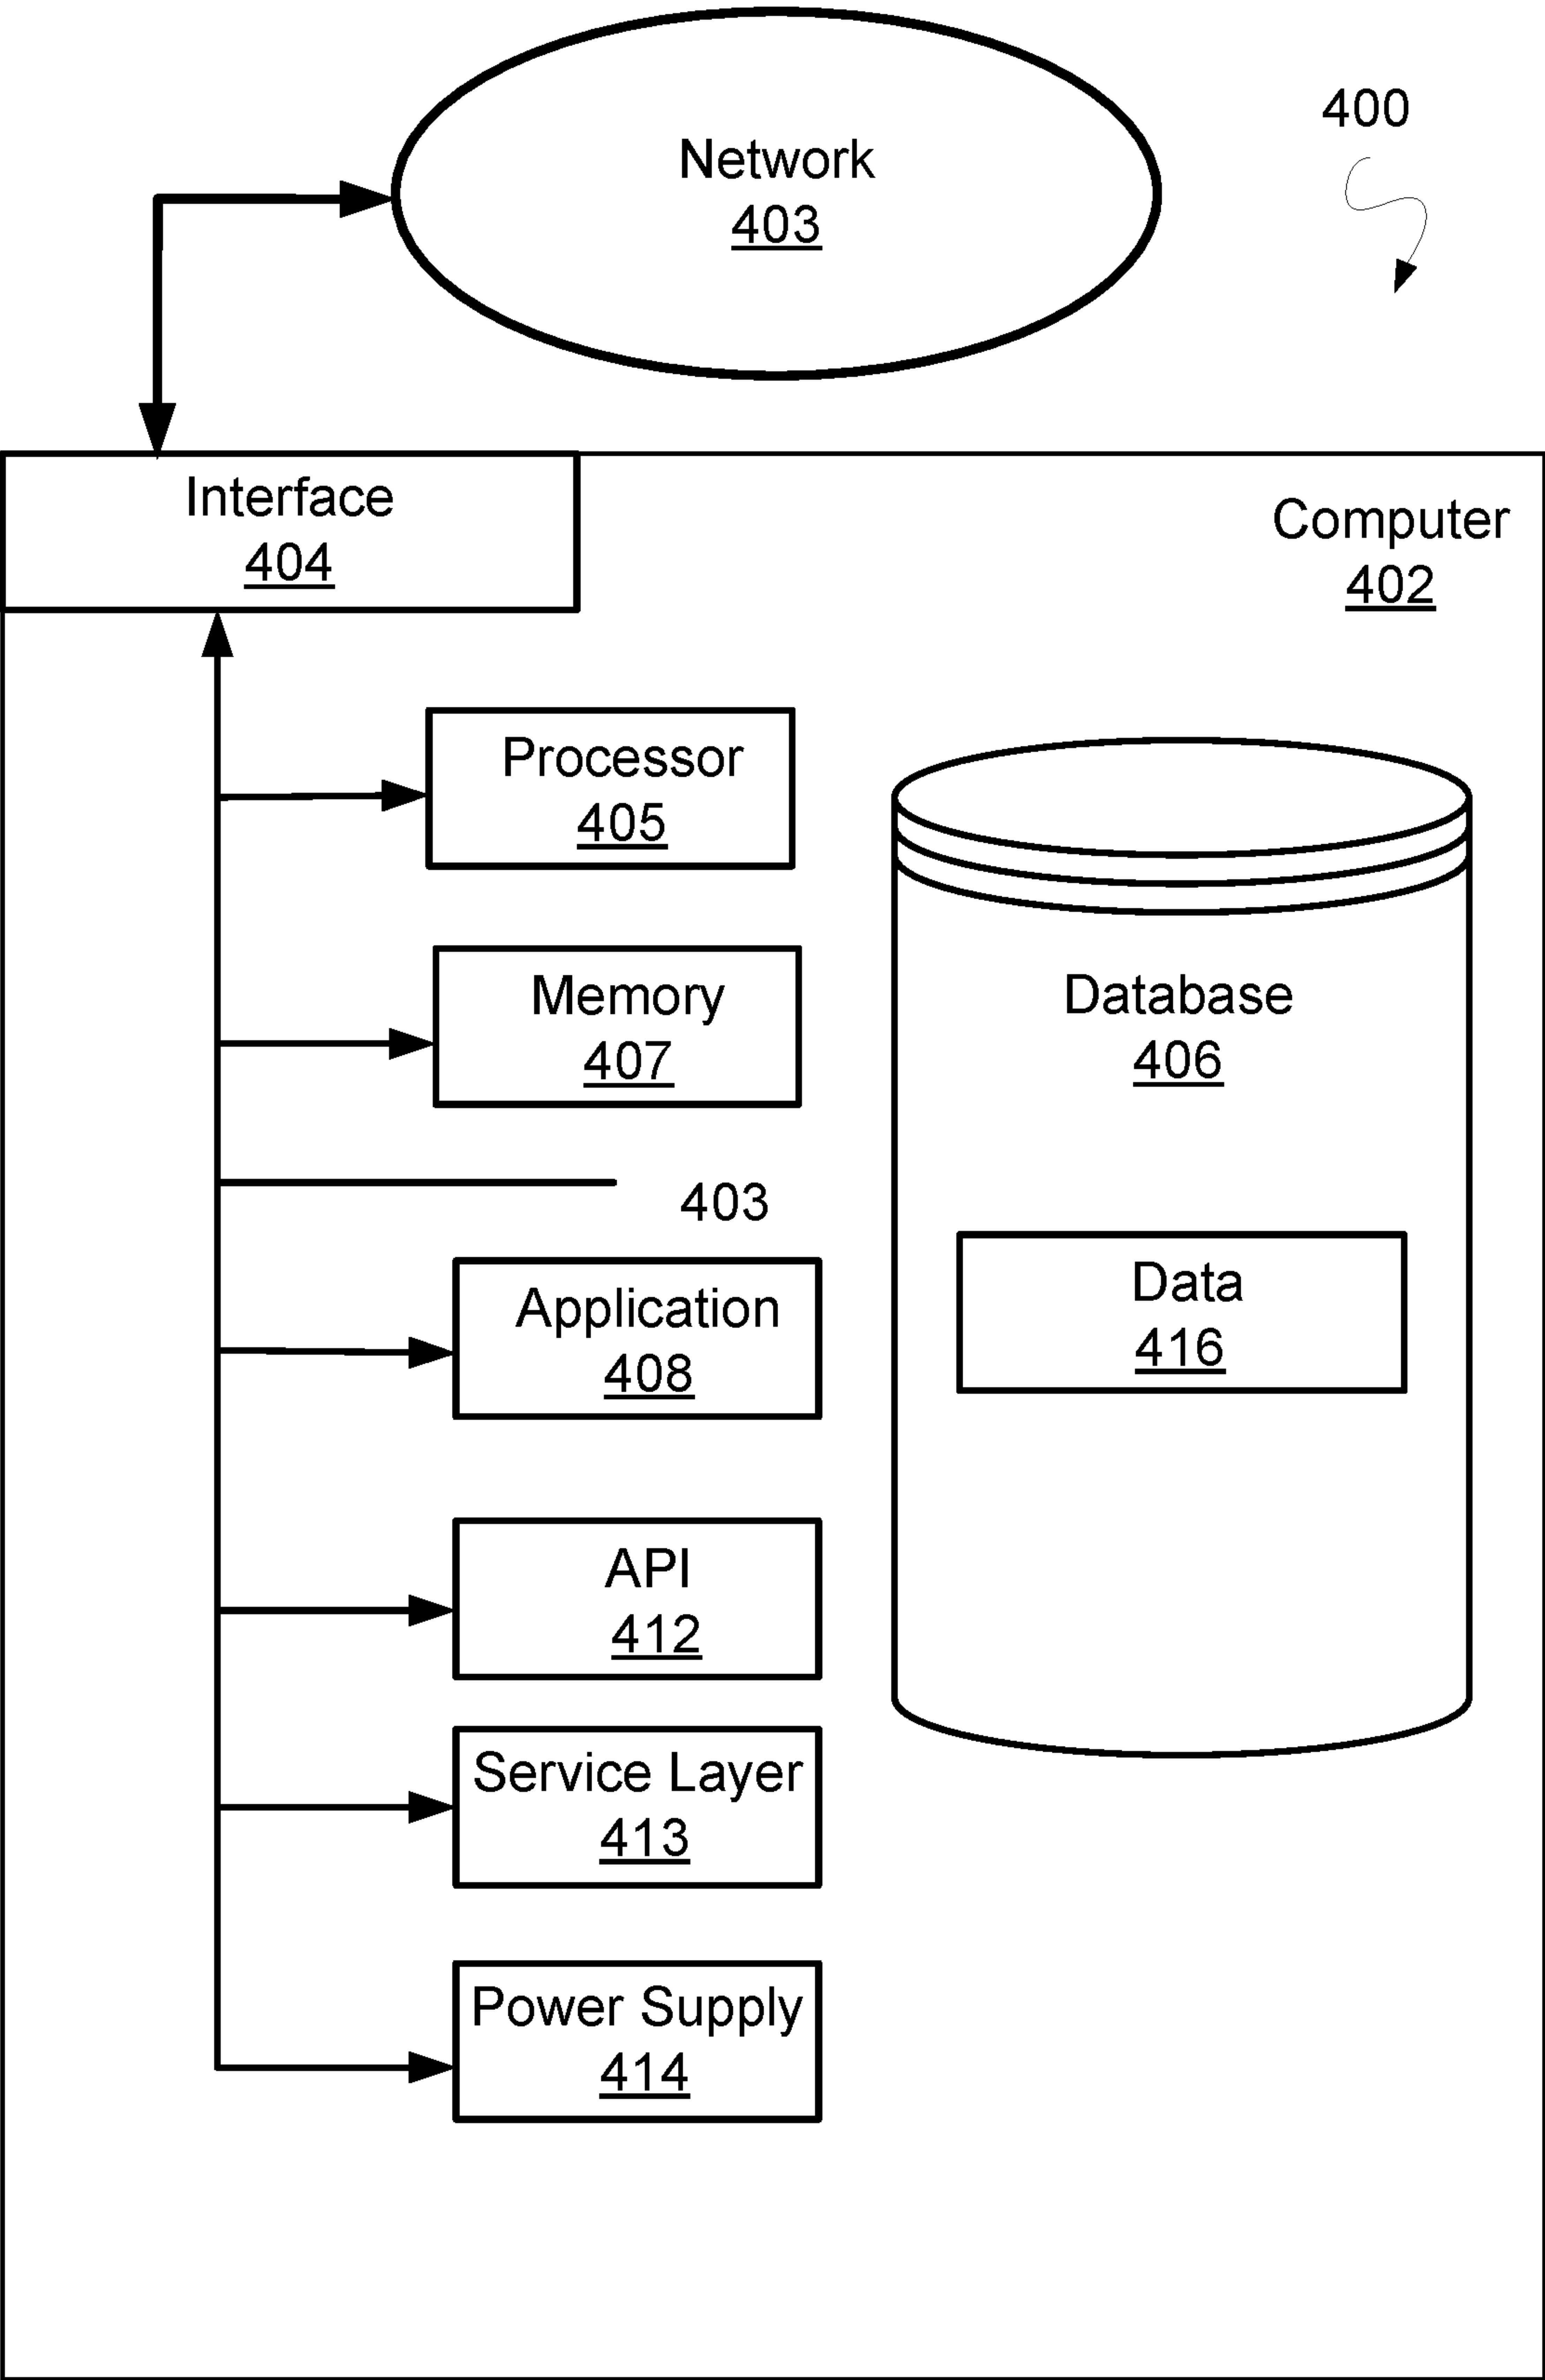 Network
403
400
Interface
404
Computer
402
Processor
405
Memory
407
Database
406
403
Data
416
Application
408
API
412
Service Layer
413
Power Supply
414